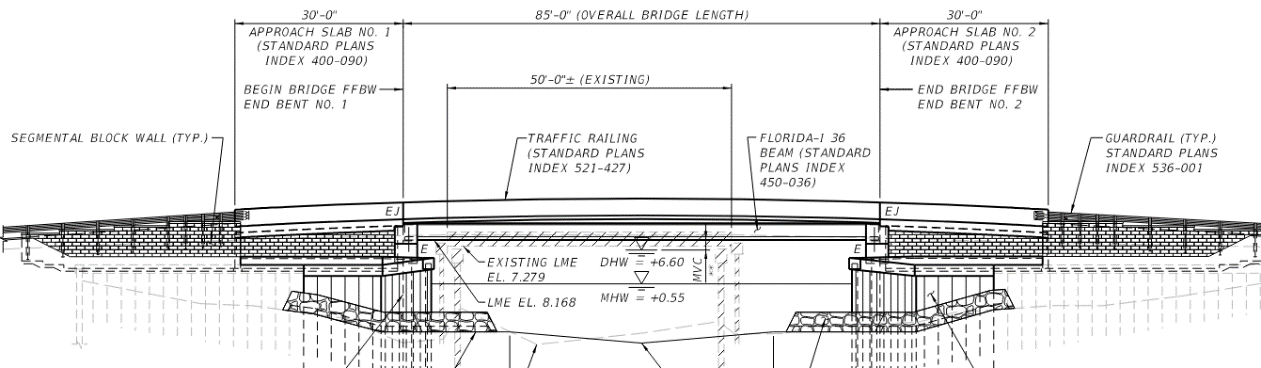 30'-0"
85'-0" (OVERALL BRIDGE LENGTH)
30'-0"
APPROACH SLAB NO. 1
(STANDARD PLANS
INDEX 400-090)
APPROACH SLAB NO. 2
(STANDARD PLANS
INDEX 400-090)
50'-0"± (EXISTING)
BEGIN BRIDGE FFBW
END BENT NO. 1
END BRIDGE FFBW
END BENT NO. 2
SEGMENTAL BLOCK WALL (TYP.)
TRAFFIC RAILING
(STANDARD PLANS
INDEX 521-427)
FLORIDA-I 36
BEAM (STANDARD
PLANS INDEX
450-036)
GUARDRAIL (TYP.)
STANDARD PLANS
INDEX 536-001
EJ
EJ
E
E
EXISTING LME
EL. 7.279
DHW = +6.60
MVC
**
LME EL. 8.168
MHW = +0.55